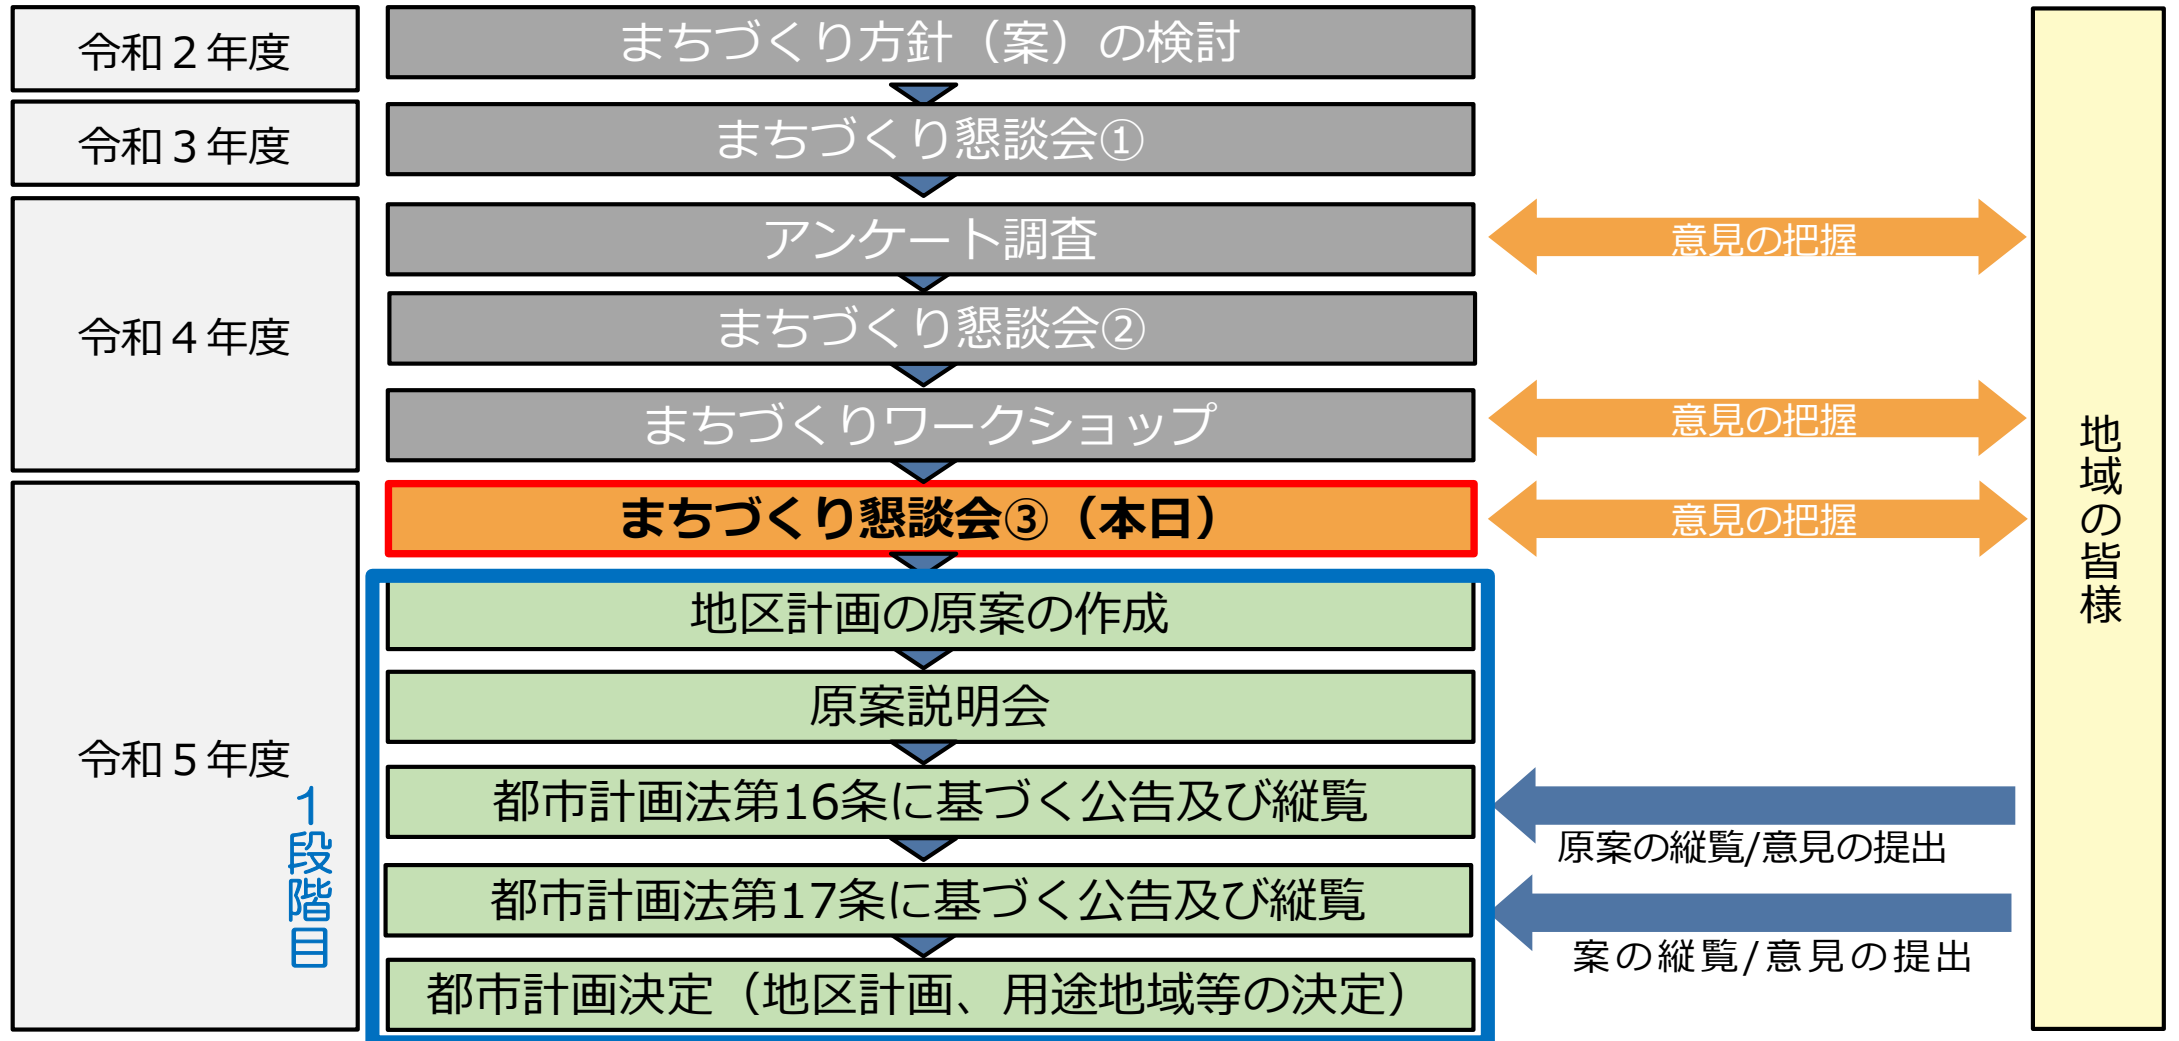 令和２年度
まちづくり方針（案）の検討
令和３年度
まちづくり懇談会①
令和４年度
アンケート調査
意見の把握
まちづくり懇談会②
まちづくりワークショップ
意見の把握
令和５年度
１段階目
まちづくり懇談会③（本日）
意見の把握
地区計画の原案の作成
原案説明会
都市計画法第16条に基づく公告及び縦覧
原案の縦覧/意見の提出
都市計画法第17条に基づく公告及び縦覧
案の縦覧/意見の提出
都市計画決定（地区計画、用途地域等の決定）
地域の皆様